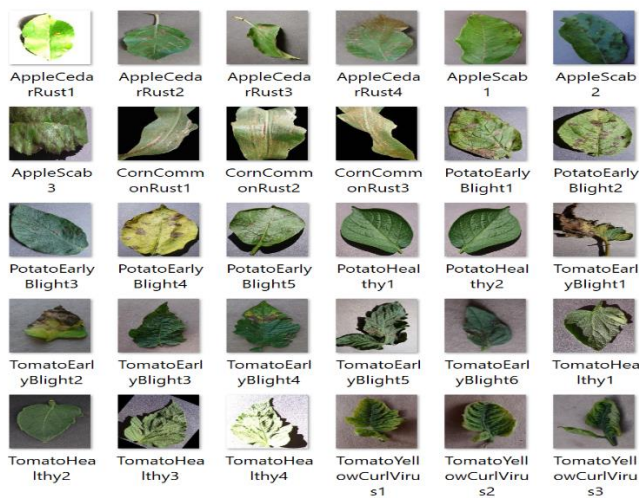 AppleCeda AppleCeda AppleCeda AppleCeda AppleScab AppleScab
rRust1 rRust2 rRust3 rRust4 1 2
AppleScab CornComm CornComm CornComm PotatoEarly PotatoEarly
3 onRust1 onRust2 onRust3 Blight1 Blight2
PotatoEarly PotatoEarly PotatoEarly PotatoHeal PotatoHeal TomatoEarl
Blight3 Blight4 Blight5 thy1 thy2 yBlight1
TomatoEarl TomatoEarl TomatoEarl TomatoEarl TomatoEarl TomatoHea
yBlight2 yBlight3 yBlight4 yBlight5 yBlight6 lthy1
TomatoHea TomatoHea TomatoHea TomatoYell TomatoYell TomatoYell
lthy2 lthy3 lthy4 owCurlViru owCurlViru owCurlViru
s1 s2 s3